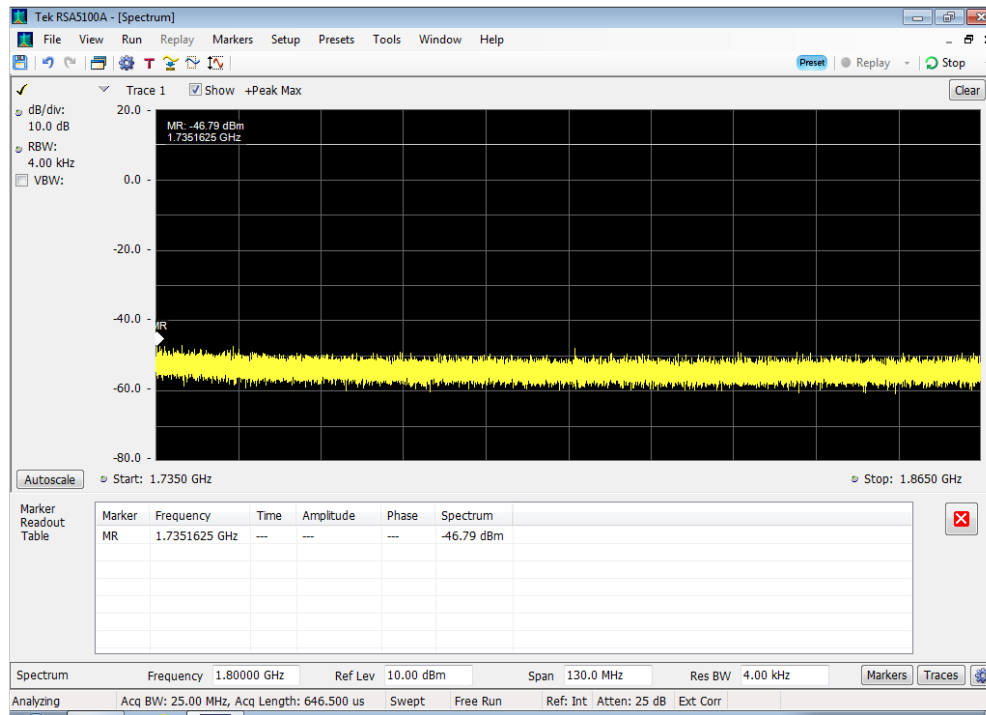 Tek RSA5100A - [Spectrum]
File View Run Replay Markers Setup Presets Tools Window Help
T Preset Replay Stop
Trace 1 Show +Peak Max Clear
dB/div:
10.0 dB
RBW:
4.00 kHz
VBW:
20.0
MR: -46.79 dBm
1.7351625 GHz
0.0
-20.0
-40.0
MR
-60.0
-80.0
Autoscale Start: 1.7350 GHz Stop: 1.8650 GHz
Marker
Readout
Table
Marker Frequency Time Amplitude Phase Spectrum
MR 1.7351625 GHz --- --- --- -46.79 dBm
Spectrum Frequency 1.80000 GHz Ref Lev 10.00 dBm Span 130.0 MHz Res BW 4.00 kHz Markers Traces
Analyzing Acq BW: 25.00 MHz, Acq Length: 646.500 us Swept Free Run Ref: Int Atten: 25 dB Ext Corr